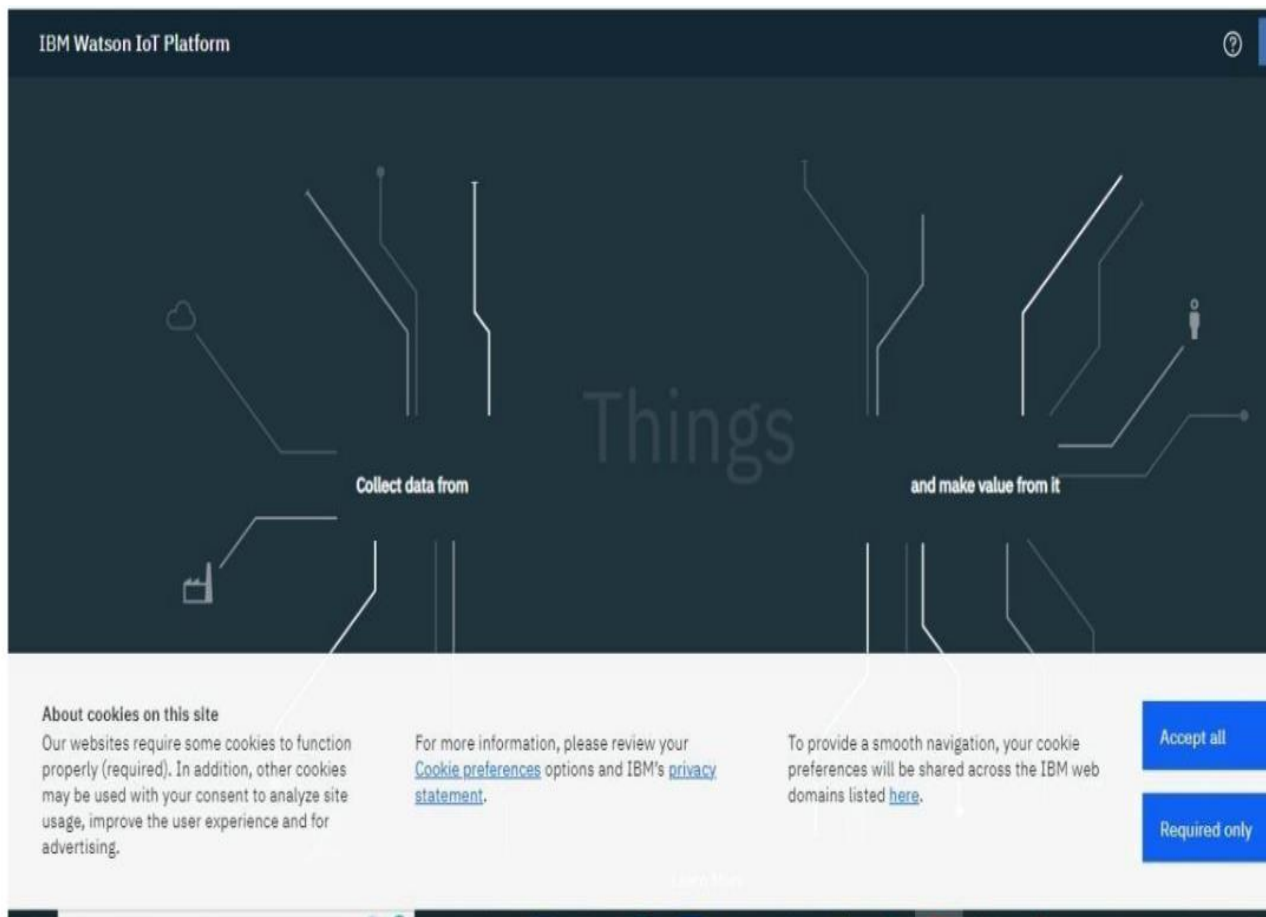 IBM Watson IoT Platform
Things
Collect data from
and make value from it
About cookies on this site
Our websites require some cookies to function
properly (required). In addition, other cookies
may be used with your consent to analyze site
usage, improve the user experience and for
advertising.
For more information, please review your
Cookie preferences options and IBM's privacy
statement.
To provide a smooth navigation, your cookie
preferences will be shared across the IBM web
domains listed here.
Accept all
Required only